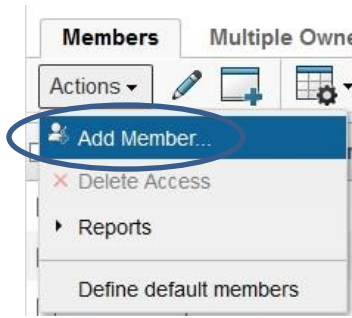 Members Multiple Owne
Actions
Add Member...
Delete Access
Reports
Define default members